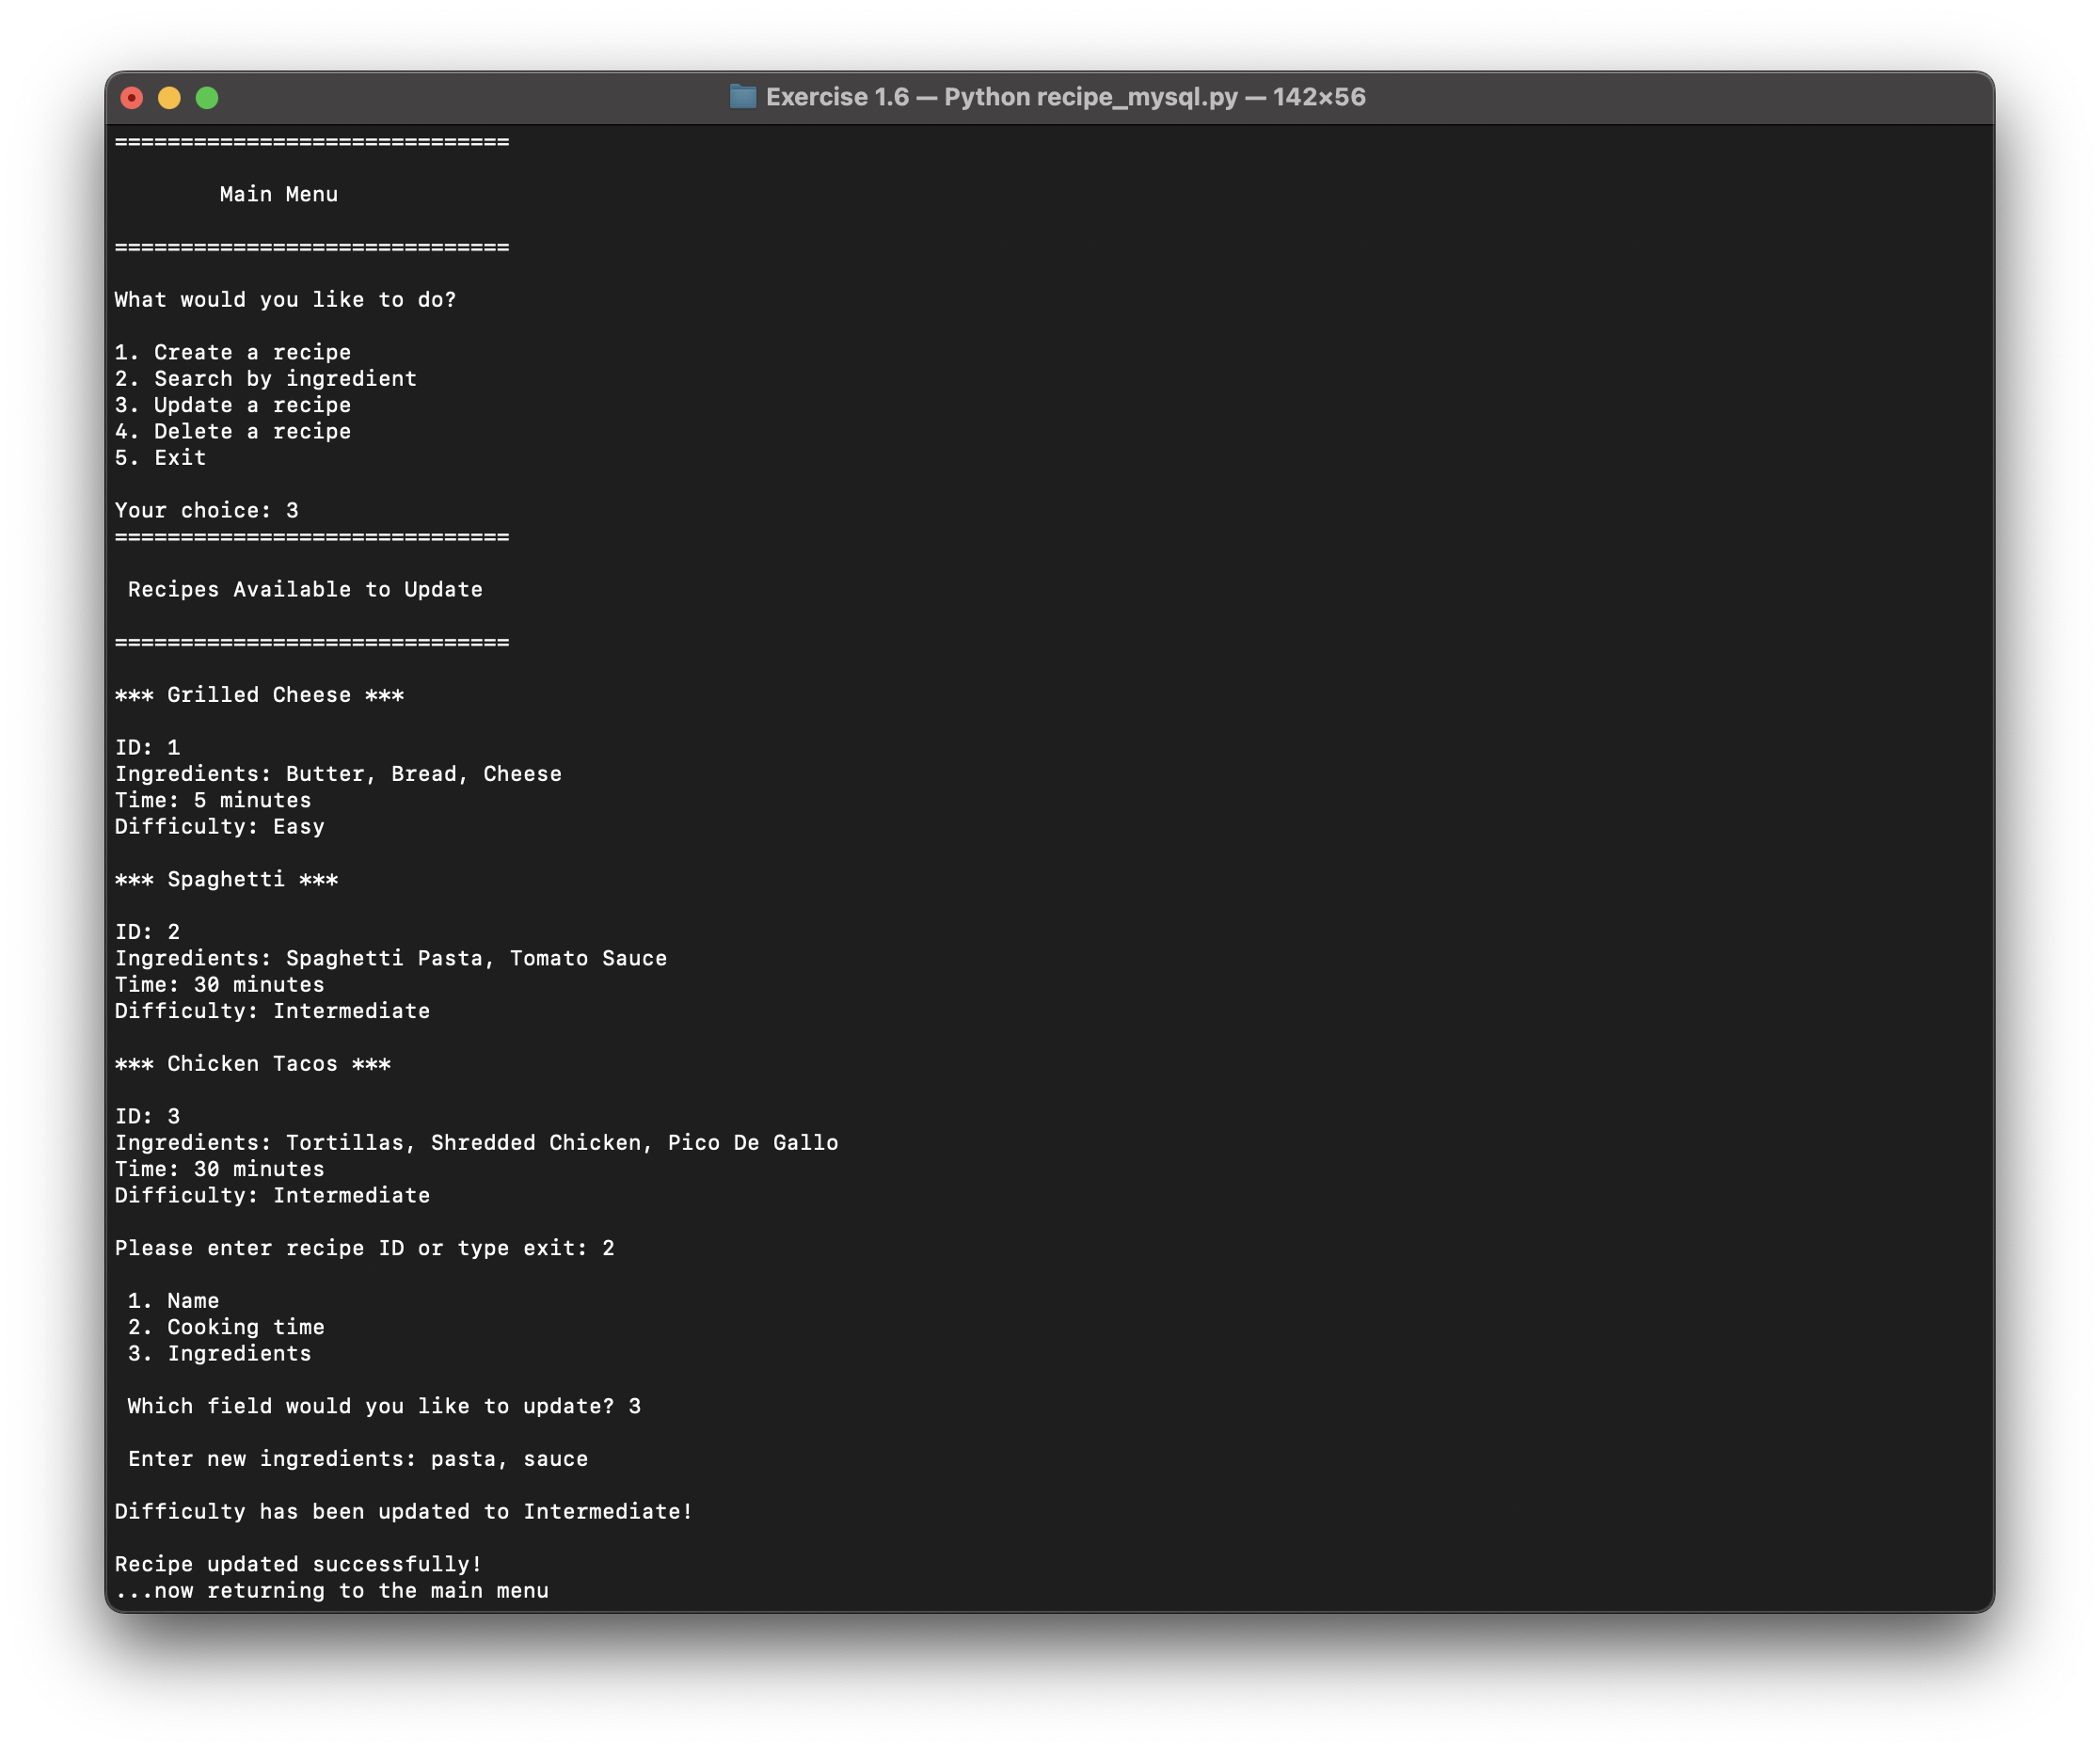 Exercise 1.6 — Python recipe_mysql.py — 142×56
==============================
Main Menu
==============================
What would you like to do?
1. Create a recipe
2. Search by ingredient
3. Update a recipe
4. Delete a recipe
5. Exit
Your choice: 3
==============================
Recipes Available to Update
==============================
*** Grilled Cheese ***
ID: 1
Ingredients: Butter, Bread, Cheese
Time: 5 minutes
Difficulty: Easy
*** Spaghetti ***
ID: 2
Ingredients: Spaghetti Pasta, Tomato Sauce
Time: 30 minutes
Difficulty: Intermediate
*** Chicken Tacos ***
ID: 3
Ingredients: Tortillas, Shredded Chicken, Pico De Gallo
Time: 30 minutes
Difficulty: Intermediate
Please enter recipe ID or type exit: 2
1. Name
2. Cooking time
3. Ingredients
Which field would you like to update? 3
Enter new ingredients: pasta, sauce
Difficulty has been updated to Intermediate!
Recipe updated successfully!
...now returning to the main menu